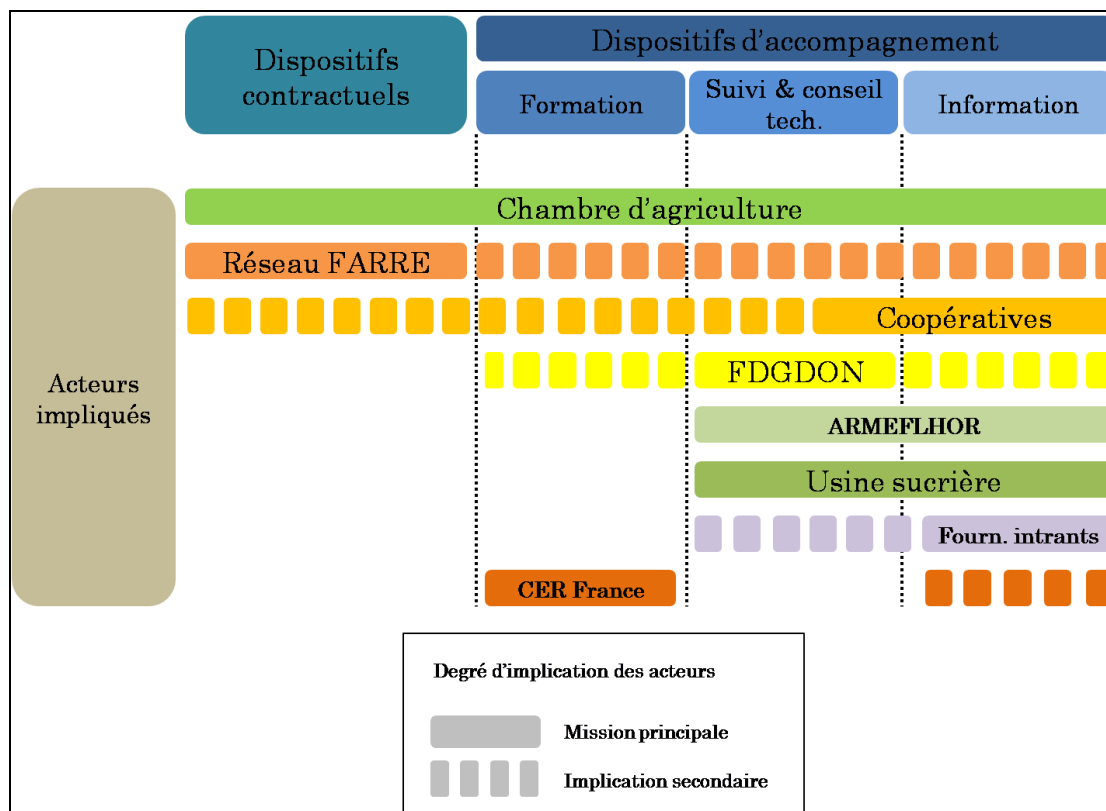 Dispositifs
contractuels
Dispositifs d'accompagnement
Formation
Suivi & conseil
tech.
Information
Acteurs
impliqués
Chambre d'agriculture
Réseau FARRE
Coopératives
FDGDON
ARMEFLHOR
Usine sucrière
Fourn. intrants
CER France
Degré d'implication des acteurs
Mission principale
Implication secondaire